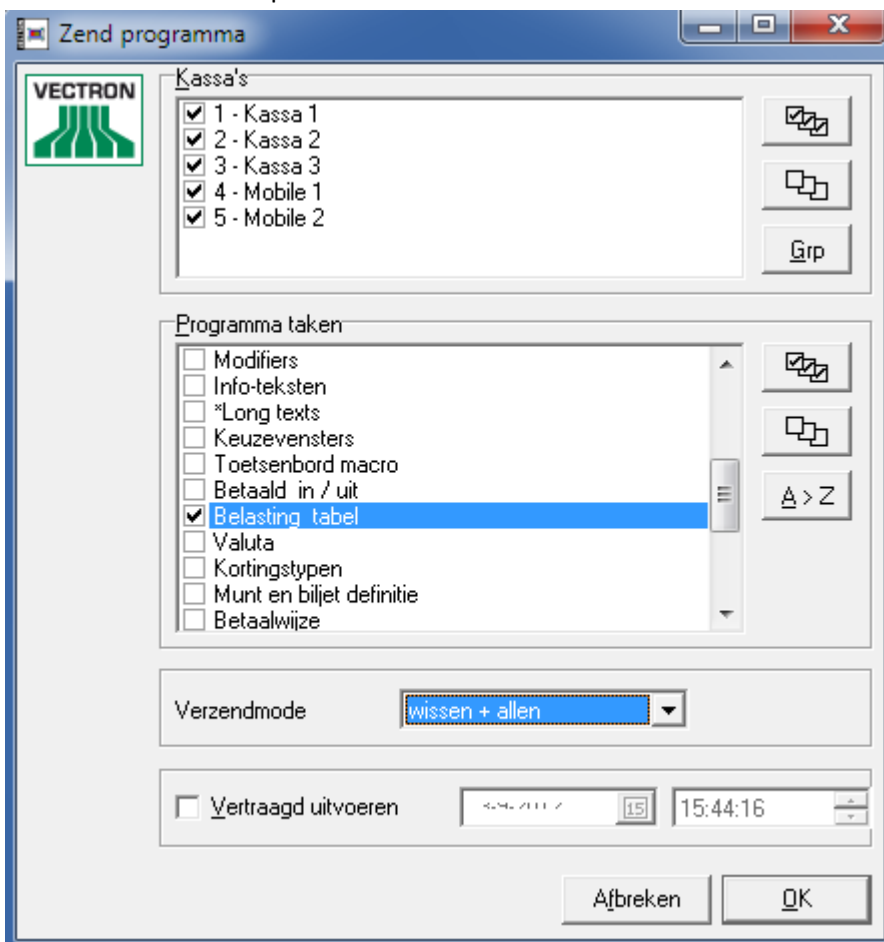 Zend programma
VECTRON
Kassa's
1 - Kassa 1
2 - Kassa 2
3 - Kassa 3
4 - Mobile 1
5 - Mobile 2
Grp
Programma taken
Modifiers
Info-teksten
*Long texts
Keuzevensters
Toetsenbord macro
Betaald in / uit
Belasting tabel
Valuta
Kortingstypen
Munt en biljet definitie
Betaalwijze
A > Z
Verzendmode wissen + allen
Vertraagd uitvoeren 15 15:44:16
Afbreken OK